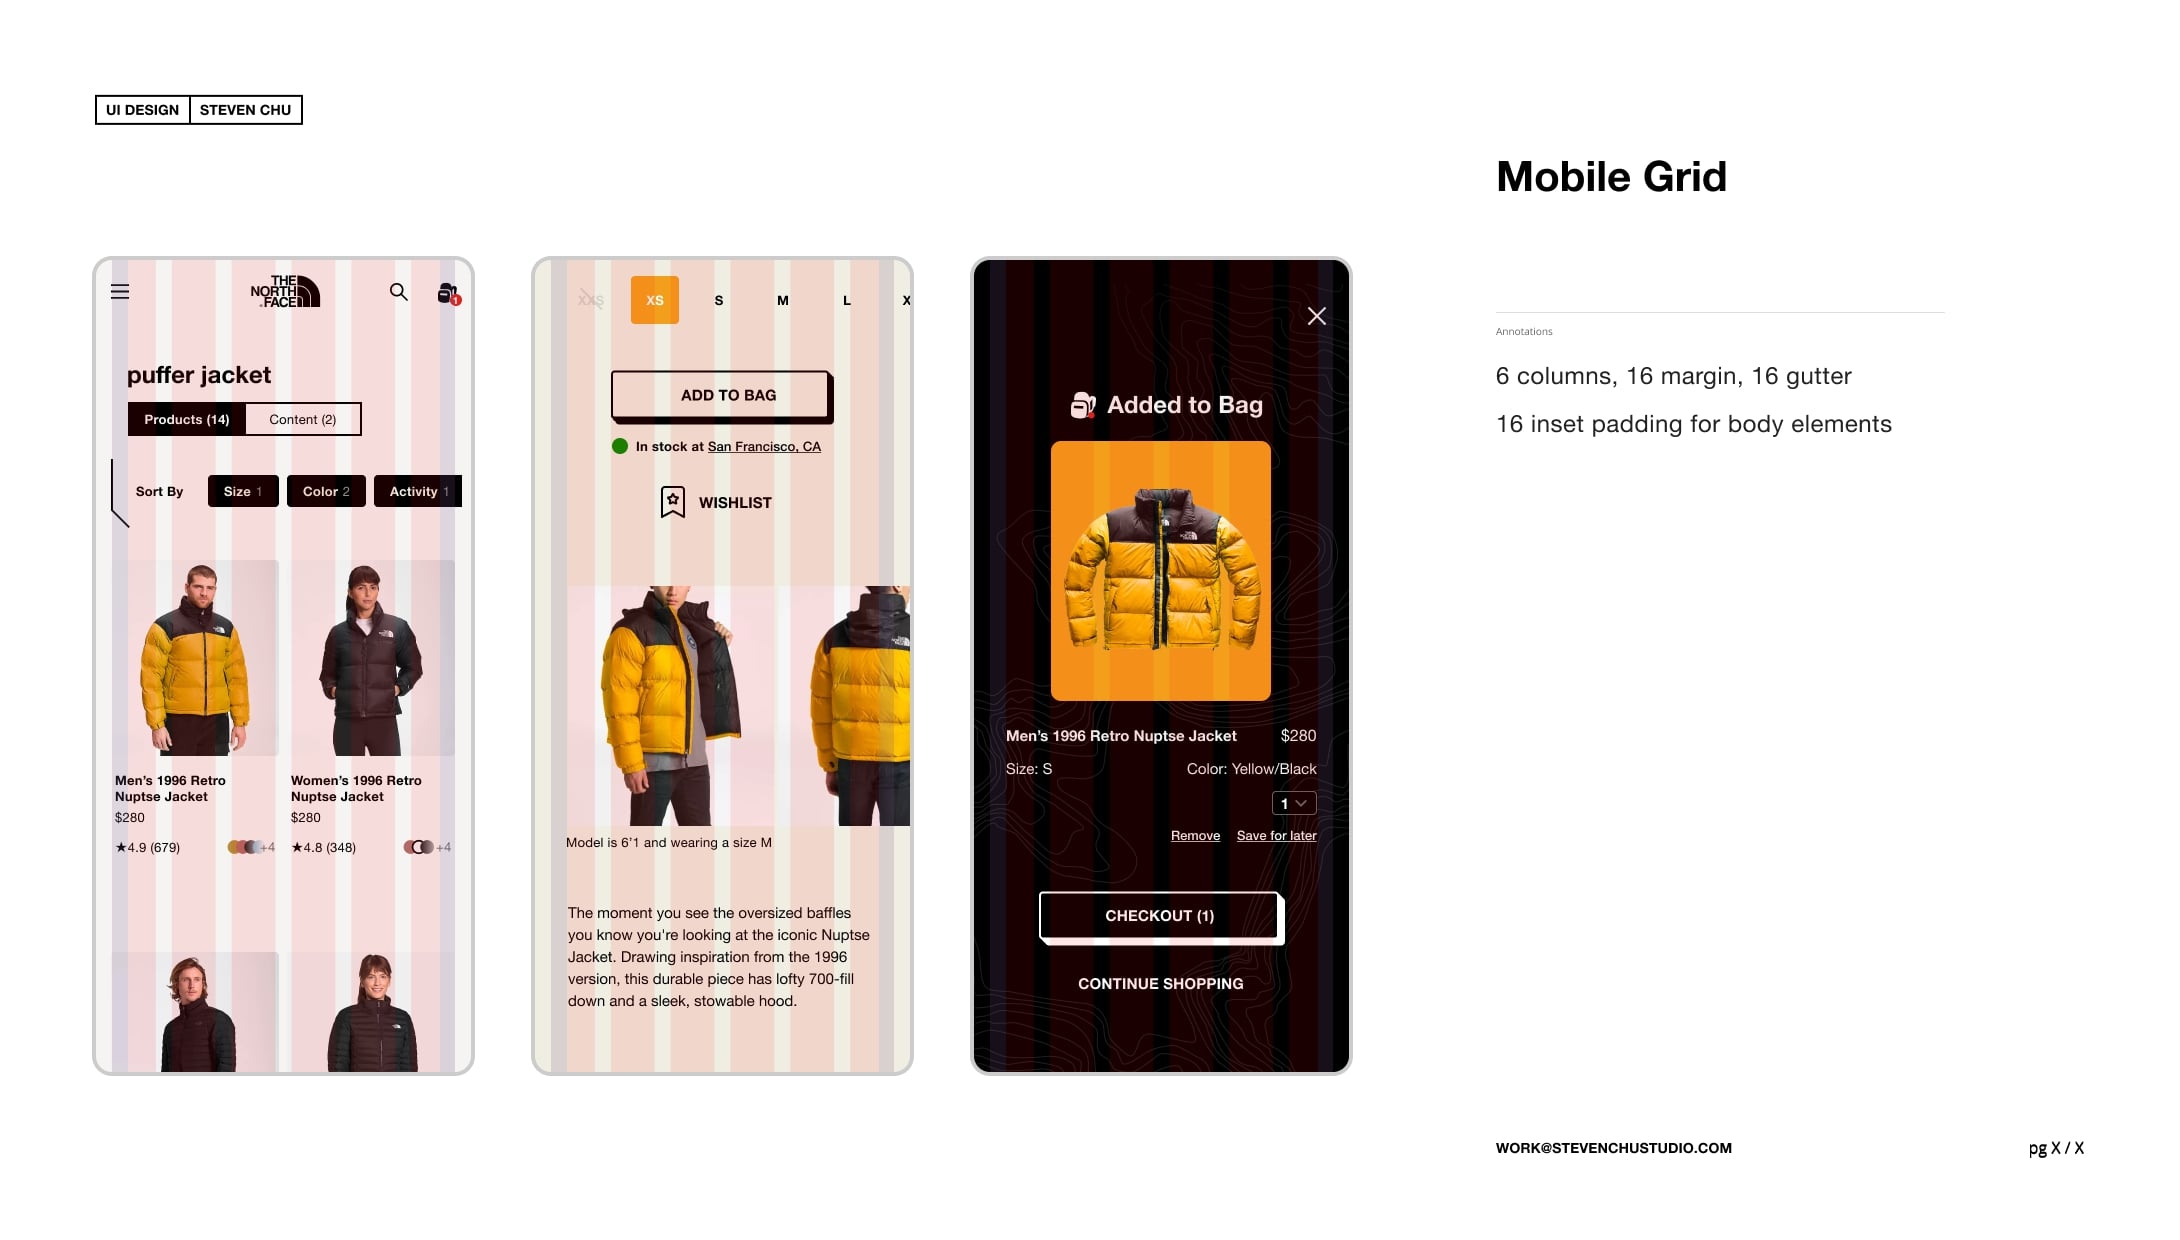 UI DESIGN STEVEN CHU
Mobile Grid
Annotations
6 columns, 16 margin, 16 gutter
16 inset padding for body elements
THE
NORTH
FACE
1
puffer jacket
Products (14) Content (2)
Sort By Size 1 Color 2 Activity 1
Men’s 1996 Retro
Nuptse Jacket
$280
★4.9 (679) +4
Women’s 1996 Retro
Nuptse Jacket
$280
★4.8 (348) +4
XXS XS S M L X
ADD TO BAG
In stock at San Francisco, CA
WISHLIST
Model is 6’1 and wearing a size M
The moment you see the oversized baffles
you know you're looking at the iconic Nuptse
Jacket. Drawing inspiration from the 1996
version, this durable piece has lofty 700-fill
down and a sleek, stowable hood.
Added to Bag
Men’s 1996 Retro Nuptse Jacket $280
Size: S Color: Yellow/Black
1
Remove Save for later
CHECKOUT (1)
CONTINUE SHOPPING
WORK@STEVENCHUSTUDIO.COM
pg X / X